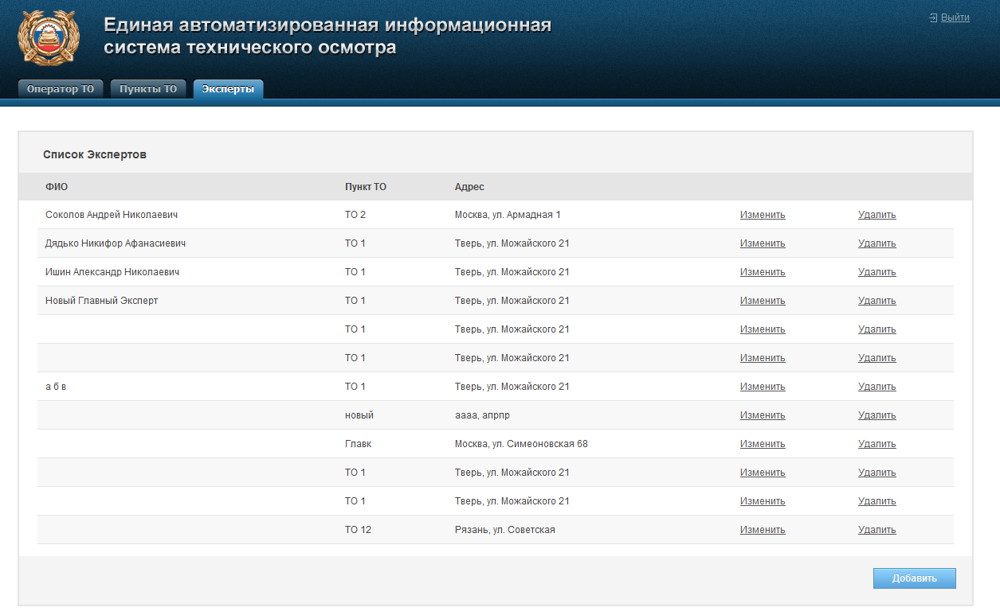 Единая автоматизированная информационная
система технического осмотра
Выйти
Оператор ТО Пункты ТО Эксперты
Список Экспертов
ФИО Пункт ТО Адрес
Соколов Андрей Николаевич ТО 2 Москва, ул. Армадная 1 Изменить Удалить
Дядько Никифор Афанасиевич ТО 1 Тверь, ул. Можайского 21 Изменить Удалить
Ишин Александр Николаевич ТО 1 Тверь, ул. Можайского 21 Изменить Удалить
Новый Главный Эксперт ТО 1 Тверь, ул. Можайского 21 Изменить Удалить
ТО 1 Тверь, ул. Можайского 21 Изменить Удалить
ТО 1 Тверь, ул. Можайского 21 Изменить Удалить
а б в ТО 1 Тверь, ул. Можайского 21 Изменить Удалить
новый аааа, апрпр Изменить Удалить
Главк Москва, ул. Симеоновская 68 Изменить Удалить
ТО 1 Тверь, ул. Можайского 21 Изменить Удалить
ТО 1 Тверь, ул. Можайского 21 Изменить Удалить
ТО 12 Рязань, ул. Советская Изменить Удалить
Добавить